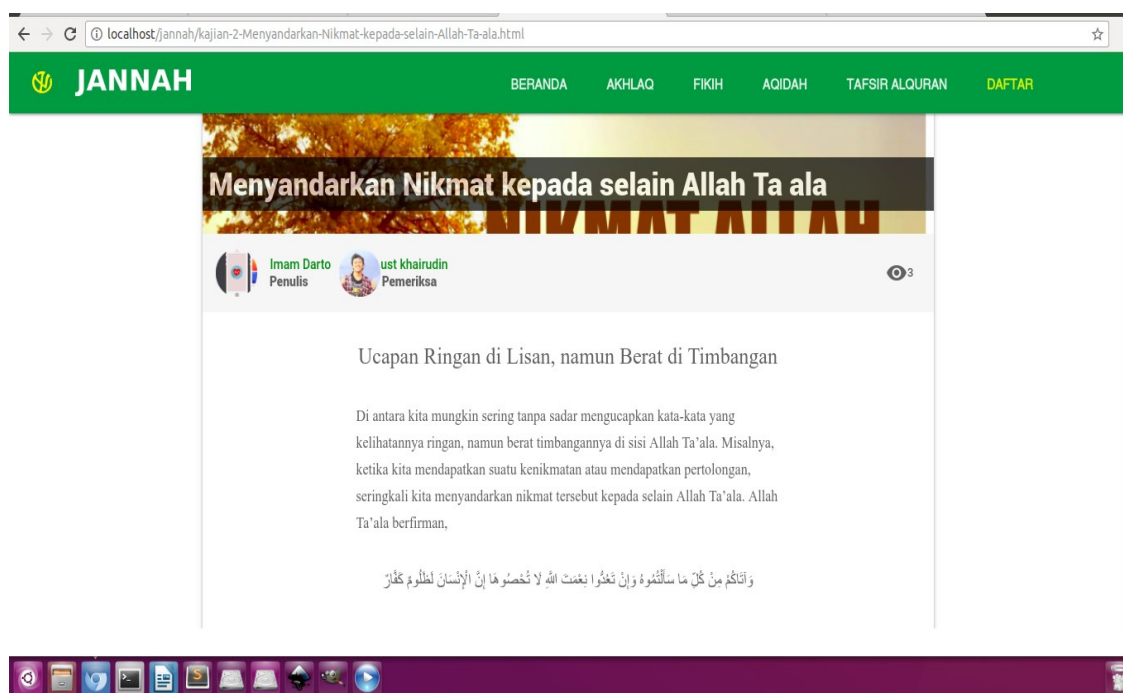 localhost/jannah/kajian-2-Menyandarkan-Nikmat-kepada-selain-Allah-Ta-ala.html
JANNAH BERANDA AKHLAQ FIKIH AQIDAH TAFSIR ALQURAN DAFTAR
Menyandarkan Nikmat kepada selain Allah Ta ala
NIKMAT ALLAH
Imam Darto ust khairudin 3
Penulis Pemeriksa
Ucapan Ringan di Lisan, namun Berat di Timbangan
Di antara kita mungkin sering tanpa sadar mengucapkan kata-kata yang
kelihatannya ringan, namun berat timbangannya di sisi Allah Ta’ala. Misalnya,
ketika kita mendapatkan suatu kenikmatan atau mendapatkan pertolongan,
seringkali kita menyandarkan nikmat tersebut kepada selain Allah Ta’ala. Allah
Ta’ala berfirman,
وَآتَاكُمْ مِنْ كُلِّ مَا سَأَلْتُمُوهُ وَإِنْ تَعُدُّوا نِعْمَتَ اللَّهِ لَا تُحْصُوهَا إِنَّ الْإِنْسَانَ لَظَلُومٌ كَفَّارٌ